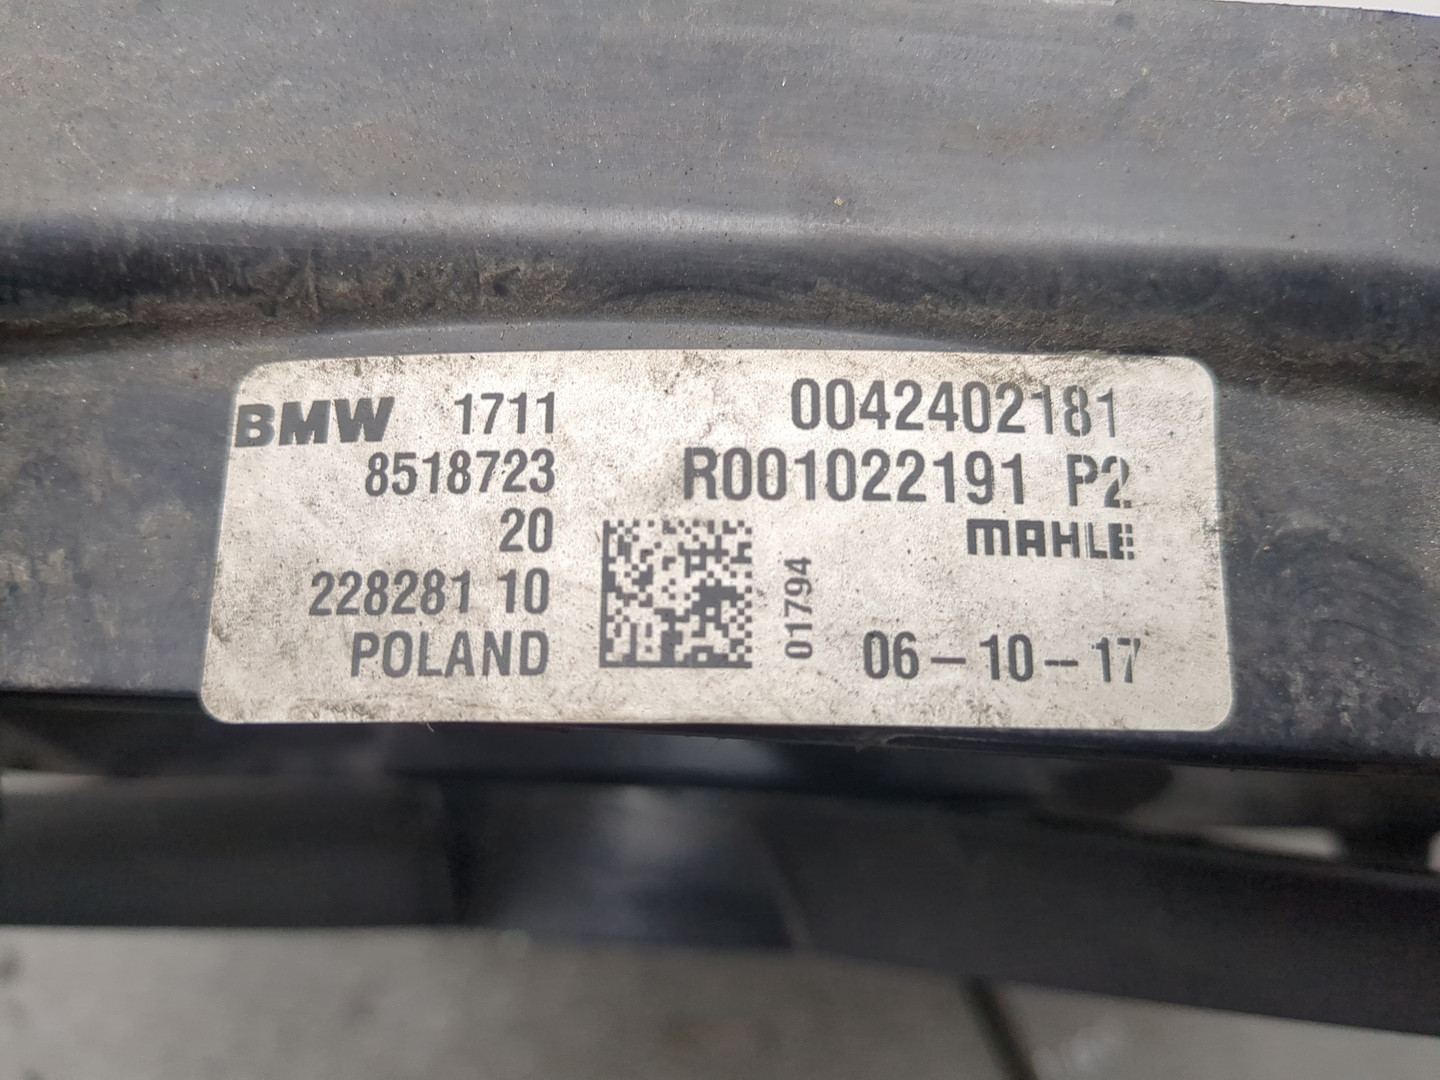 BMW 1711 0042402181
8518723 R001022191 P2
20 MAHLE
228281 10 01794
POLAND 06-10-17